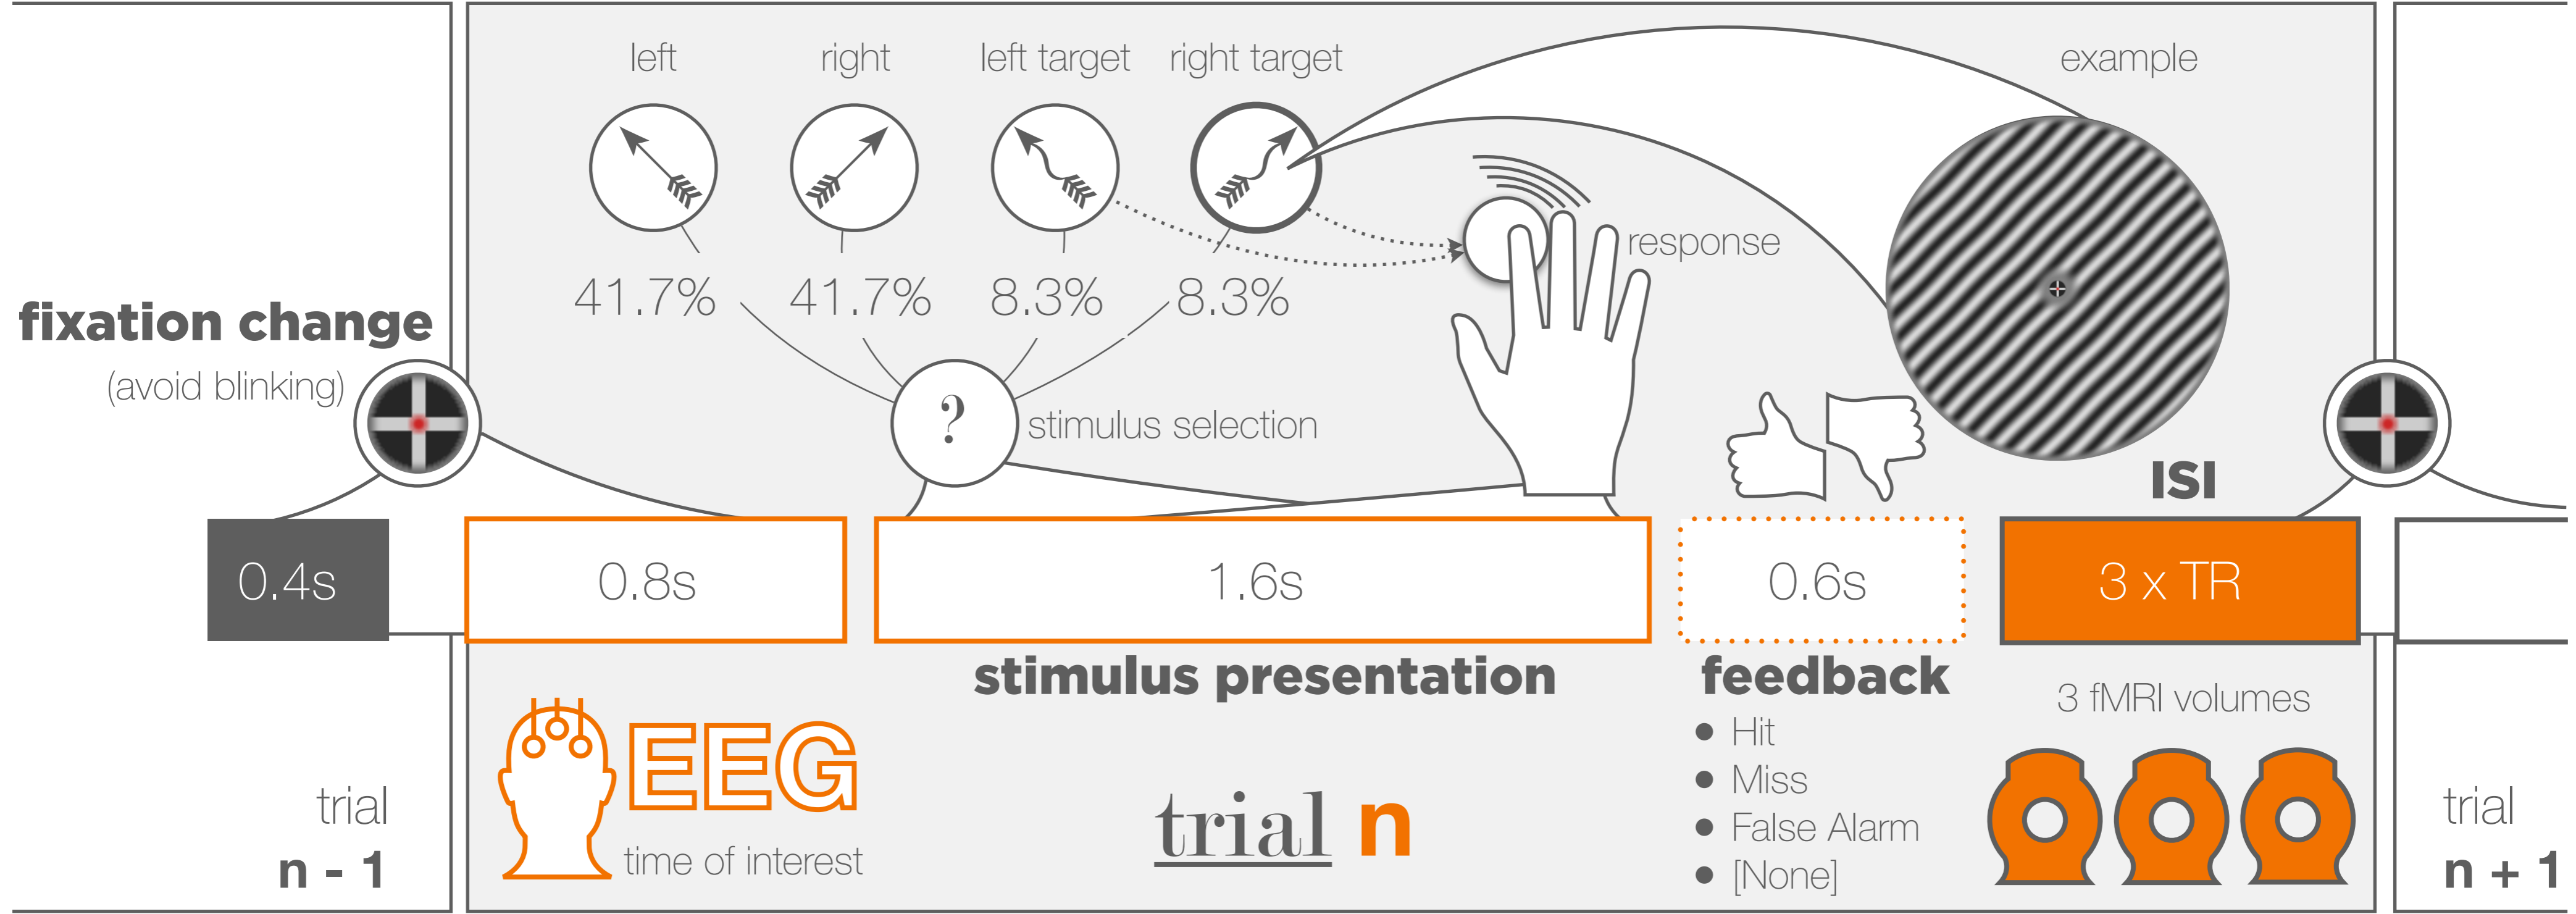 left
right
left target
right target
example
response
41.7%
41.7%
8.3%
8.3%
fixation change
(avoid blinking)
?
stimulus selection
ISI
0.4s
0.8s
1.6s
0.6s
3 x TR
stimulus presentation
feedback
• Hit
• Miss
• False Alarm
• [None]
3 fMRI volumes
EEG
time of interest
trial n
trial
n - 1
trial
n + 1